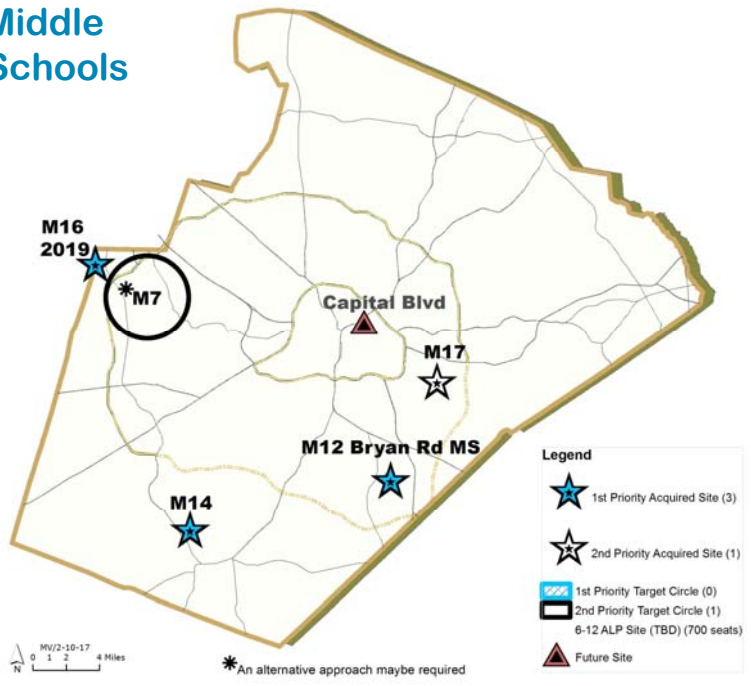 Middle
Schools
M16
2019
*M7
Capital Blvd
M17
M12 Bryan Rd MS
M14
Legend
1st Priority Acquired Site (3)
2nd Priority Acquired Site (1)
1st Priority Target Circle (0)
2nd Priority Target Circle (1)
6-12 ALP Site (TBD) (700 seats)
Future Site
MV/2-10-17
N 0 1 2 4 Miles
*An alternative approach maybe required